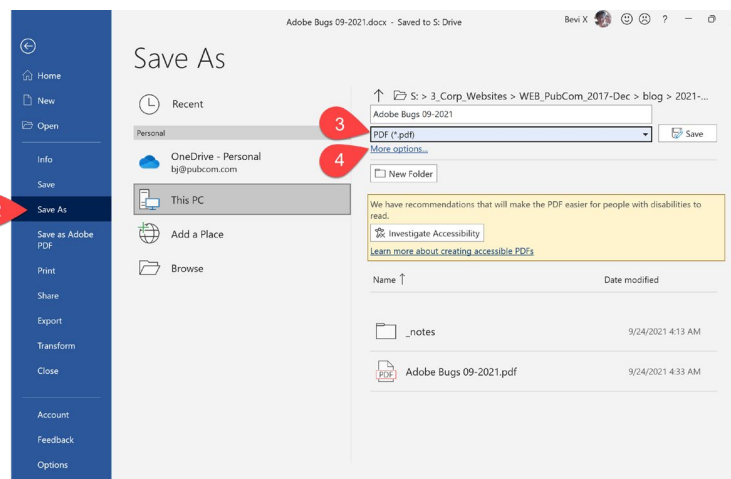 Adobe Bugs 09-2021.docx - Saved to S: Drive
Bevi X
?
Home
New
Open
Info
Save
Save As
Save as Adobe
PDF
Print
Share
Export
Transform
Close
Account
Feedback
Options
Save As
Recent
Personal
OneDrive - Personal
bj@pubcom.com
This PC
Add a Place
Browse
S: > 3_Corp_Websites > WEB_PubCom_2017-Dec > blog > 2021-...
Adobe Bugs 09-2021
3
PDF (*.pdf)
Save
4
More options...
New Folder
We have recommendations that will make the PDF easier for people with disabilities to
read.
Investigate Accessibility
Learn more about creating accessible PDFs
Name ↑
Date modified
_notes
9/24/2021 4:13 AM
PDF
Adobe Bugs 09-2021.pdf
9/24/2021 4:33 AM